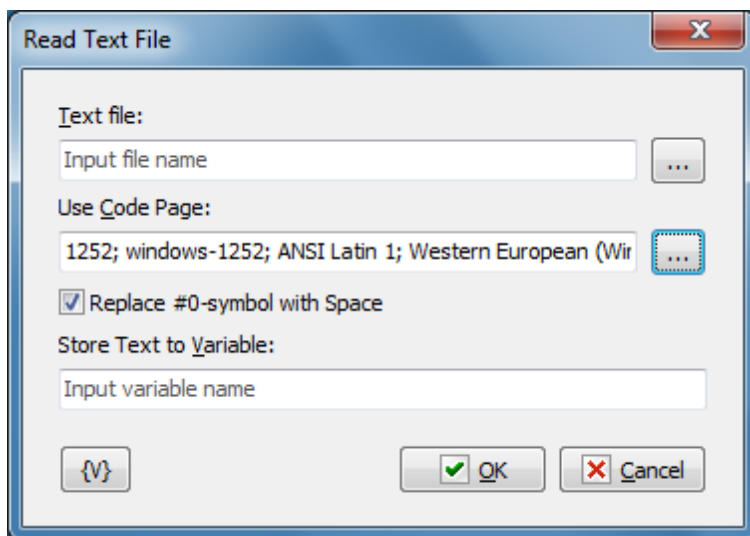 Read Text File
Text file:
Input file name
...
Use Code Page:
1252; windows-1252; ANSI Latin 1; Western European (Wir
...
Replace #0-symbol with Space
Store Text to Variable:
Input variable name
{V}
OK
Cancel